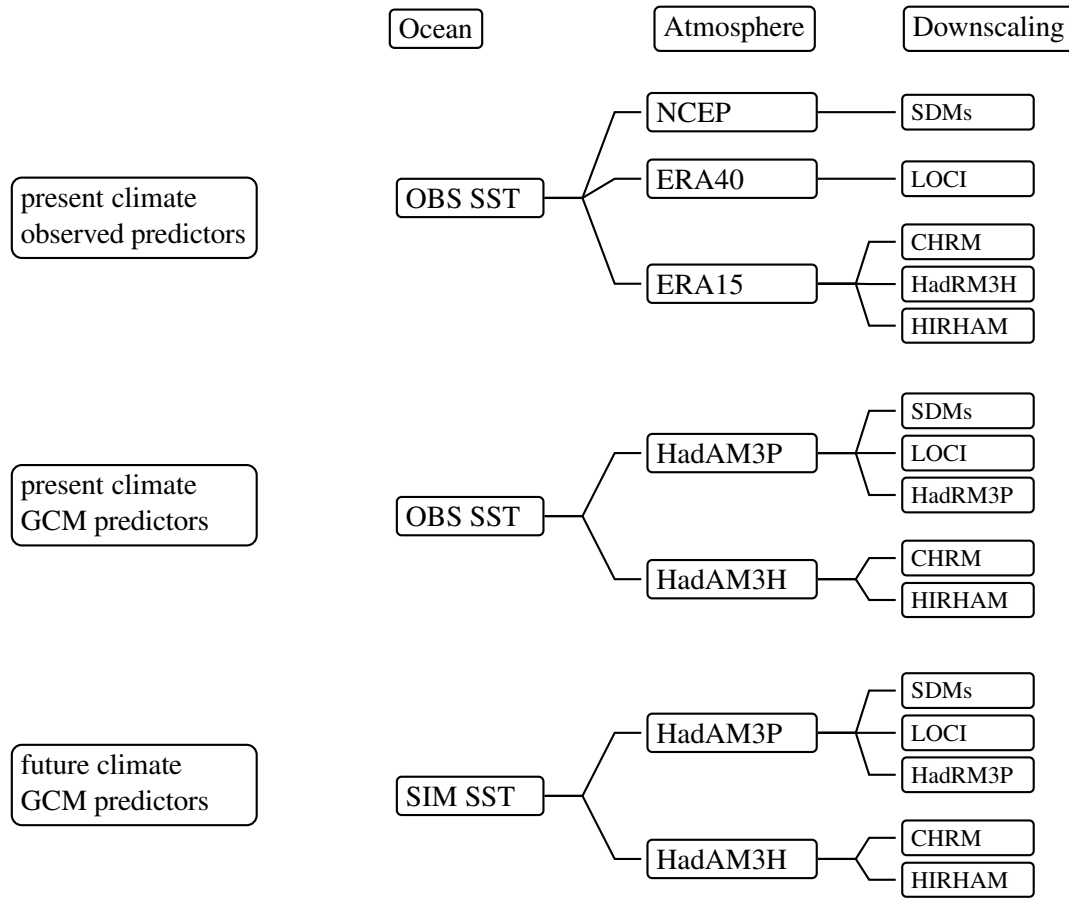 Ocean
Atmosphere
Downscaling
present climate
observed predictors
OBS SST
NCEP
SDMs
ERA40
LOCI
ERA15
CHRM
HadRM3H
HIRHAM
present climate
GCM predictors
OBS SST
HadAM3P
SDMs
LOCI
HadRM3P
HadAM3H
CHRM
HIRHAM
future climate
GCM predictors
SIM SST
HadAM3P
SDMs
LOCI
HadRM3P
HadAM3H
CHRM
HIRHAM